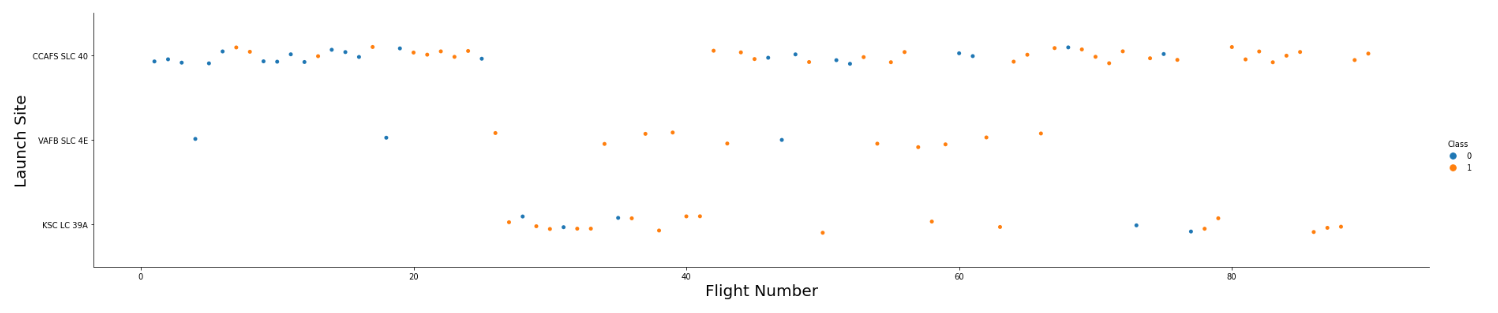 CCAFS SLC 40
VAFB SLC 4E
KSC LC 39A
Launch Site
0 20 40 60 80
Flight Number
Class
0
1